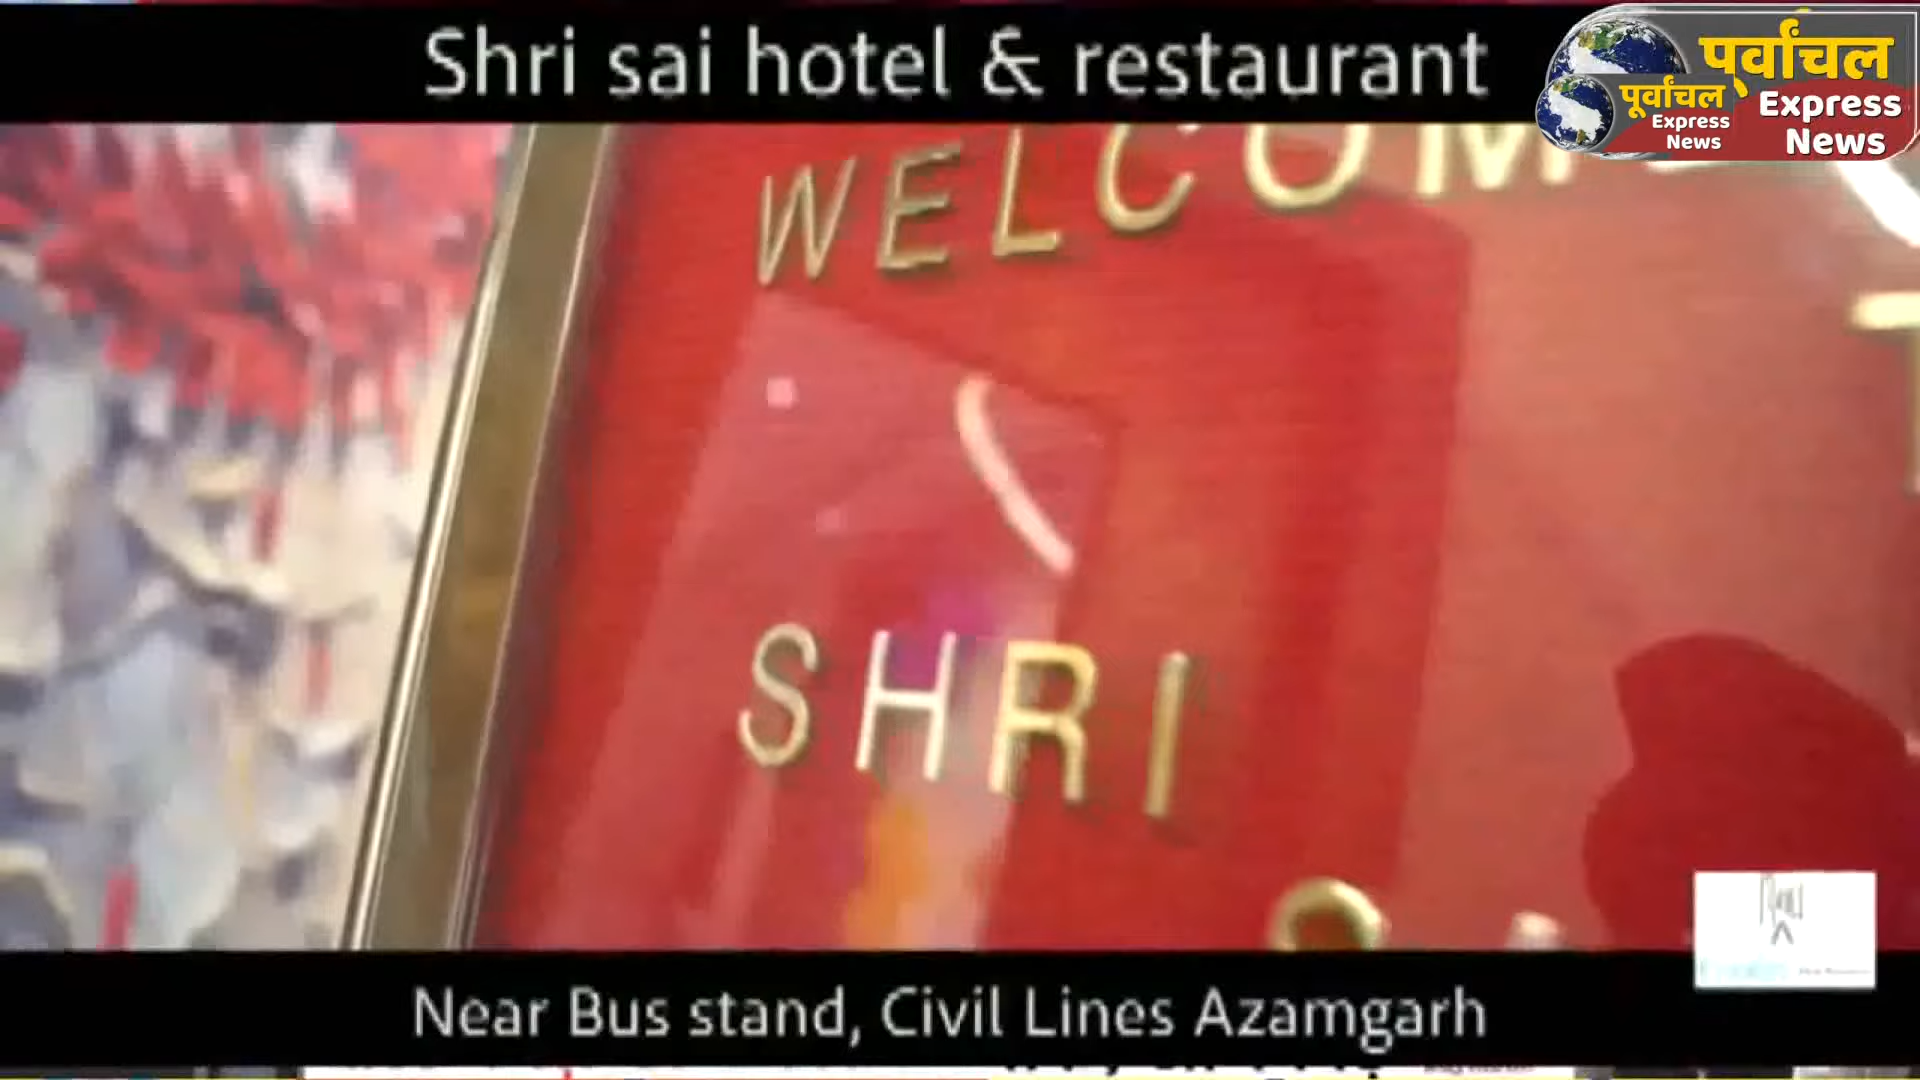 Shri sai hotel & restaurant
पूर्वांचल
Express
News
पूर्वांचल
Express
News
WELCOM
SHRI
Near Bus stand, Civil Lines Azamgarh